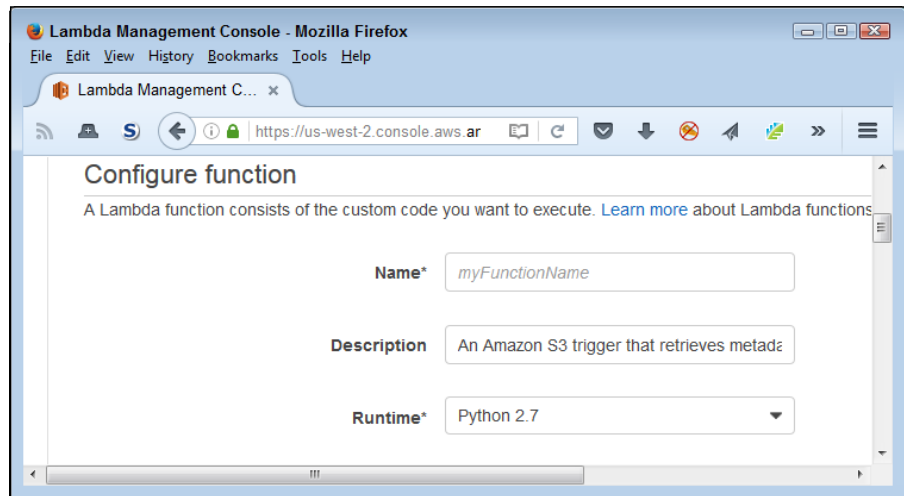 Lambda Management Console - Mozilla Firefox
File Edit View History Bookmarks Tools Help
Lambda Management C... ×
S https://us-west-2.console.aws.ar
Configure function
A Lambda function consists of the custom code you want to execute. Learn more about Lambda functions
Name* myFunctionName
Description An Amazon S3 trigger that retrieves metada
Runtime* Python 2.7